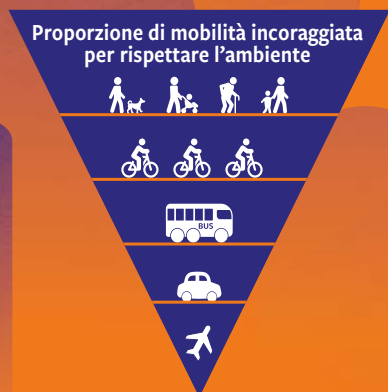 Proporzione di mobilità incoraggiata
per rispettare l’ambiente
BUS